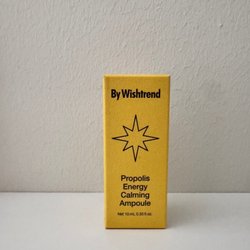 By Wishtrend
Propolis
Energy
Calming
Ampoule
Net 10 mL, 0.33 fl.oz.